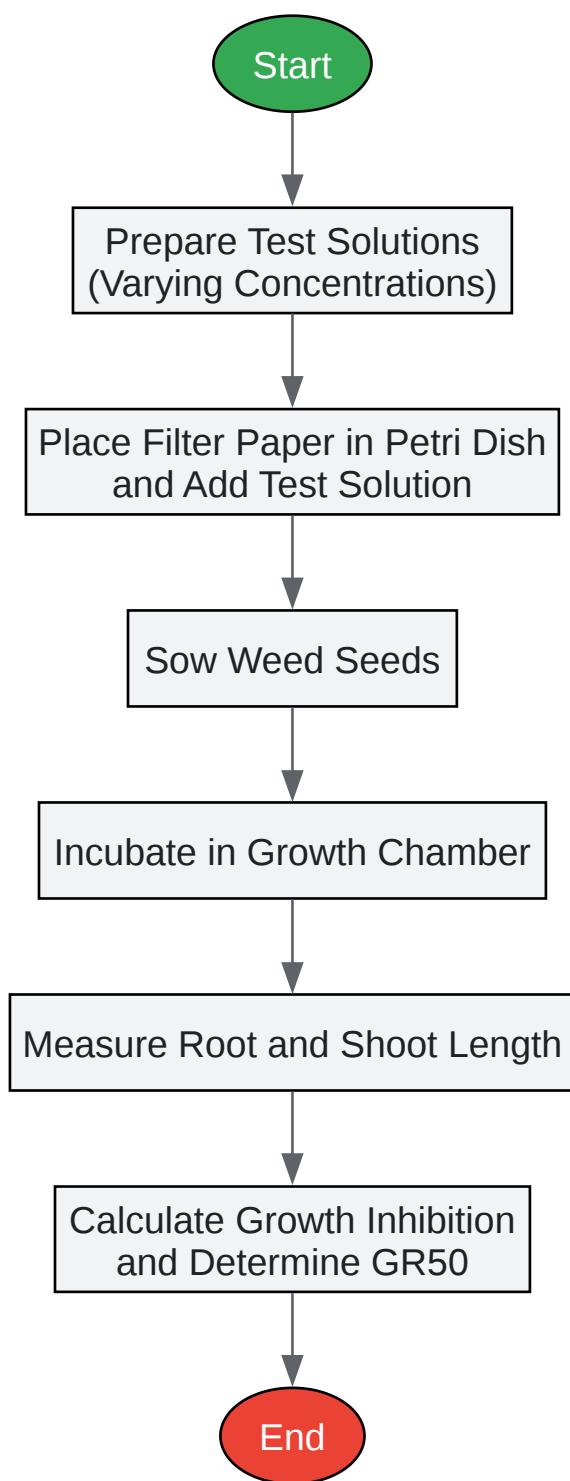 Start
Prepare Test Solutions
(Varying Concentrations)
Place Filter Paper in Petri Dish
and Add Test Solution
Sow Weed Seeds
Incubate in Growth Chamber
Measure Root and Shoot Length
Calculate Growth Inhibition
and Determine GR50
End